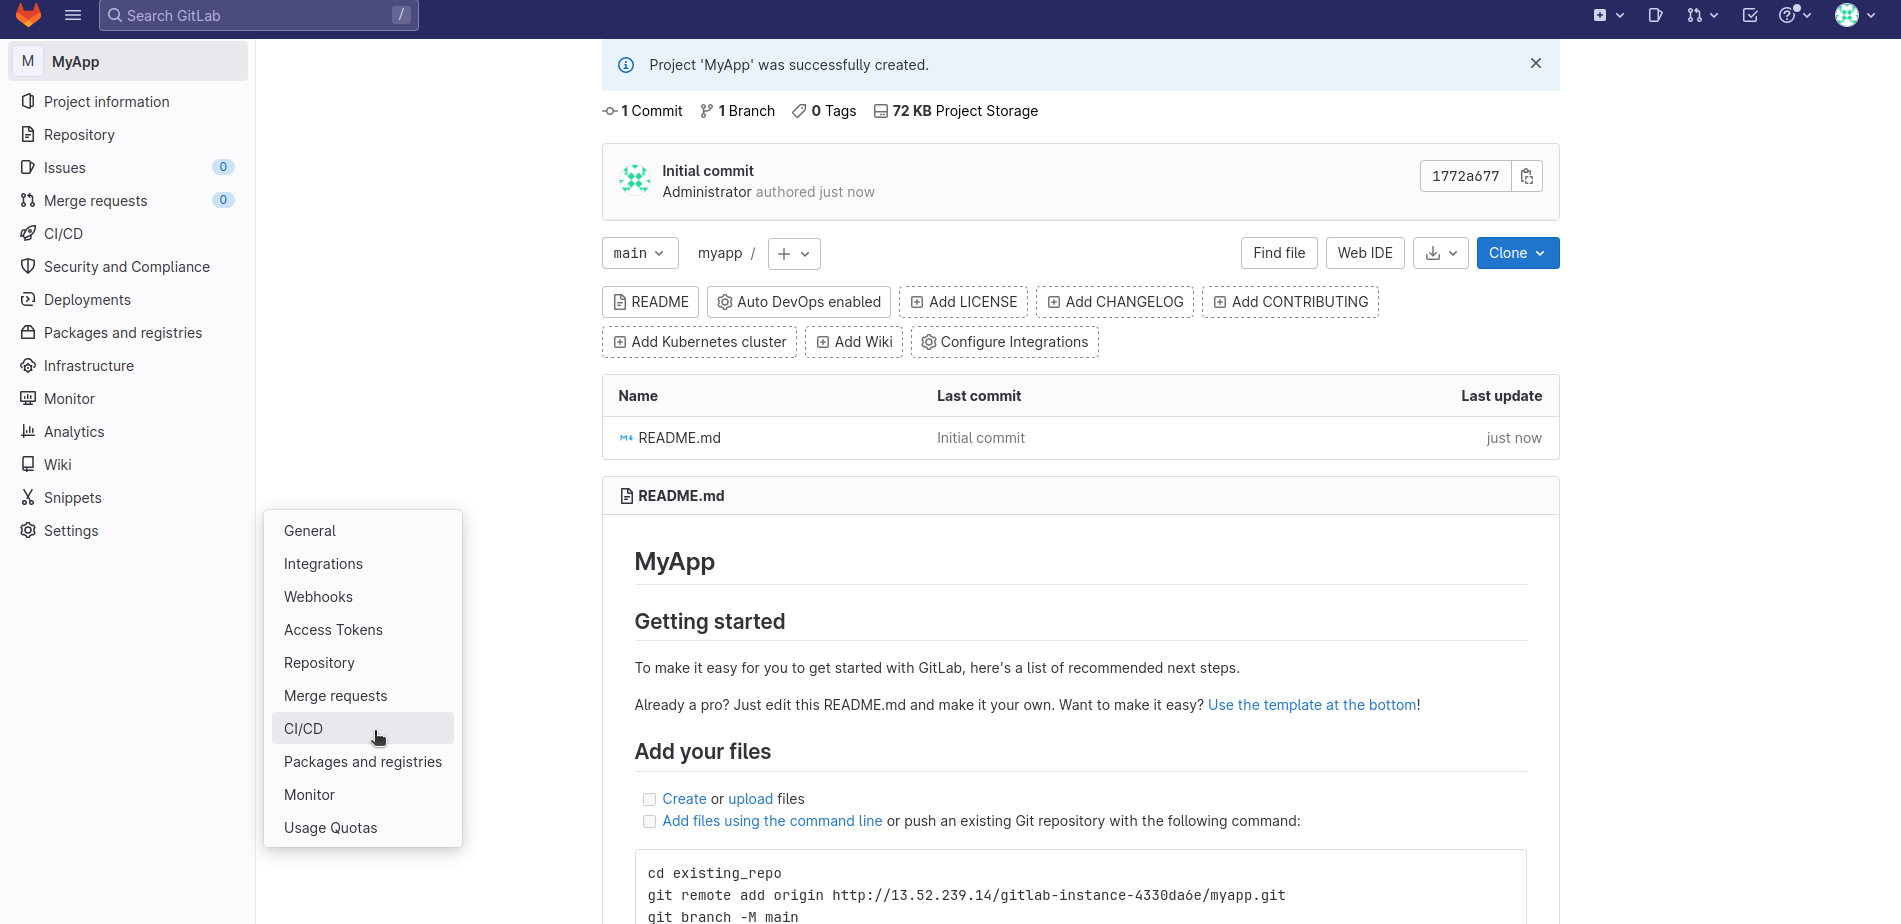 Search GitLab /
M MyApp
Project information
Repository
Issues 0
Merge requests 0
CI/CD
Security and Compliance
Deployments
Packages and registries
Infrastructure
Monitor
Analytics
Wiki
Snippets
Settings
General
Integrations
Webhooks
Access Tokens
Repository
Merge requests
CI/CD
Packages and registries
Monitor
Usage Quotas
Project 'MyApp' was successfully created.
1 Commit 1 Branch 0 Tags 72 KB Project Storage
Initial commit
Administrator authored just now
1772a677
main myapp / + Find file Web IDE Clone
README Auto DevOps enabled Add LICENSE Add CHANGELOG Add CONTRIBUTING
Add Kubernetes cluster Add Wiki Configure Integrations
Name Last commit Last update
README.md Initial commit just now
README.md
MyApp
Getting started
To make it easy for you to get started with GitLab, here's a list of recommended next steps.
Already a pro? Just edit this README.md and make it your own. Want to make it easy? Use the template at the bottom!
Add your files
Create or upload files
Add files using the command line or push an existing Git repository with the following command:
cd existing_repo
git remote add origin http://13.52.239.14/gitlab-instance-4330da6e/myapp.git
git branch -M main